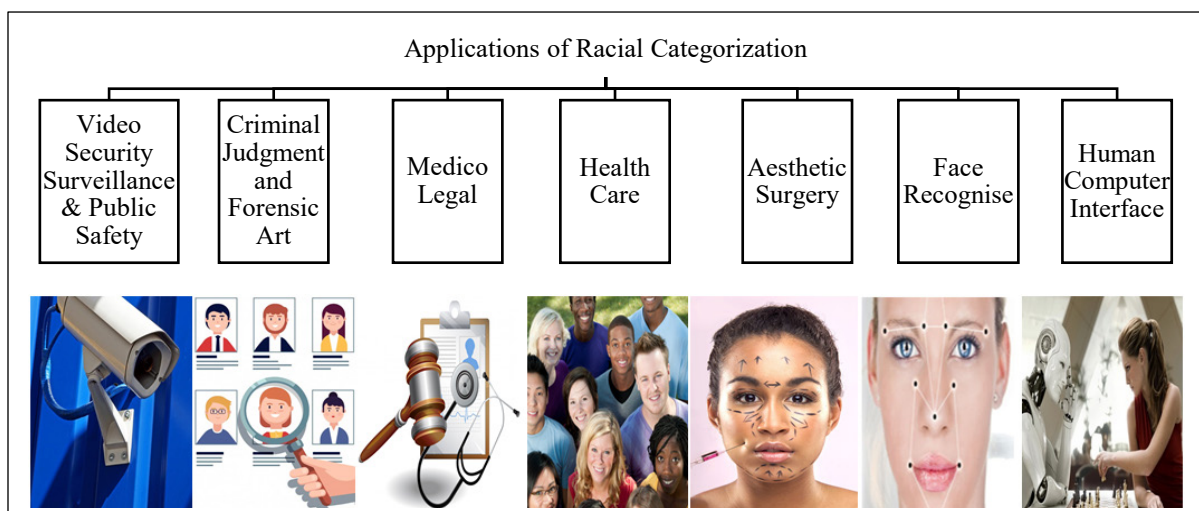 Applications of Racial Categorization
Video
Security
Surveillance
& Public
Safety
Criminal
Judgment
and
Forensic
Art
Medico
Legal
Health
Care
Aesthetic
Surgery
Face
Recognise
Human
Computer
Interface